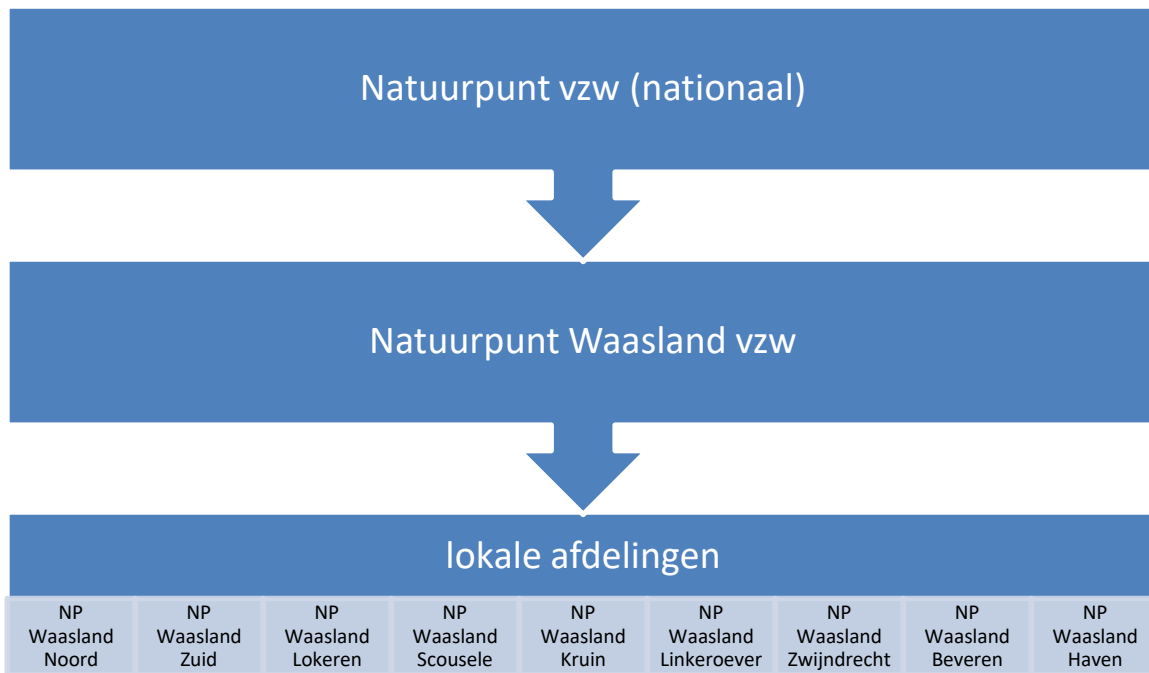 Natuurpunt vzw (nationaal)
Natuurpunt Waasland vzw
lokale afdelingen
NP
Waasland
Noord
NP
Waasland
Zuid
NP
Waasland
Lokeren
NP
Waasland
Scousele
NP
Waasland
Kruin
NP
Waasland
Linkeroever
NP
Waasland
Zwijndrecht
NP
Waasland
Beveren
NP
Waasland
Haven